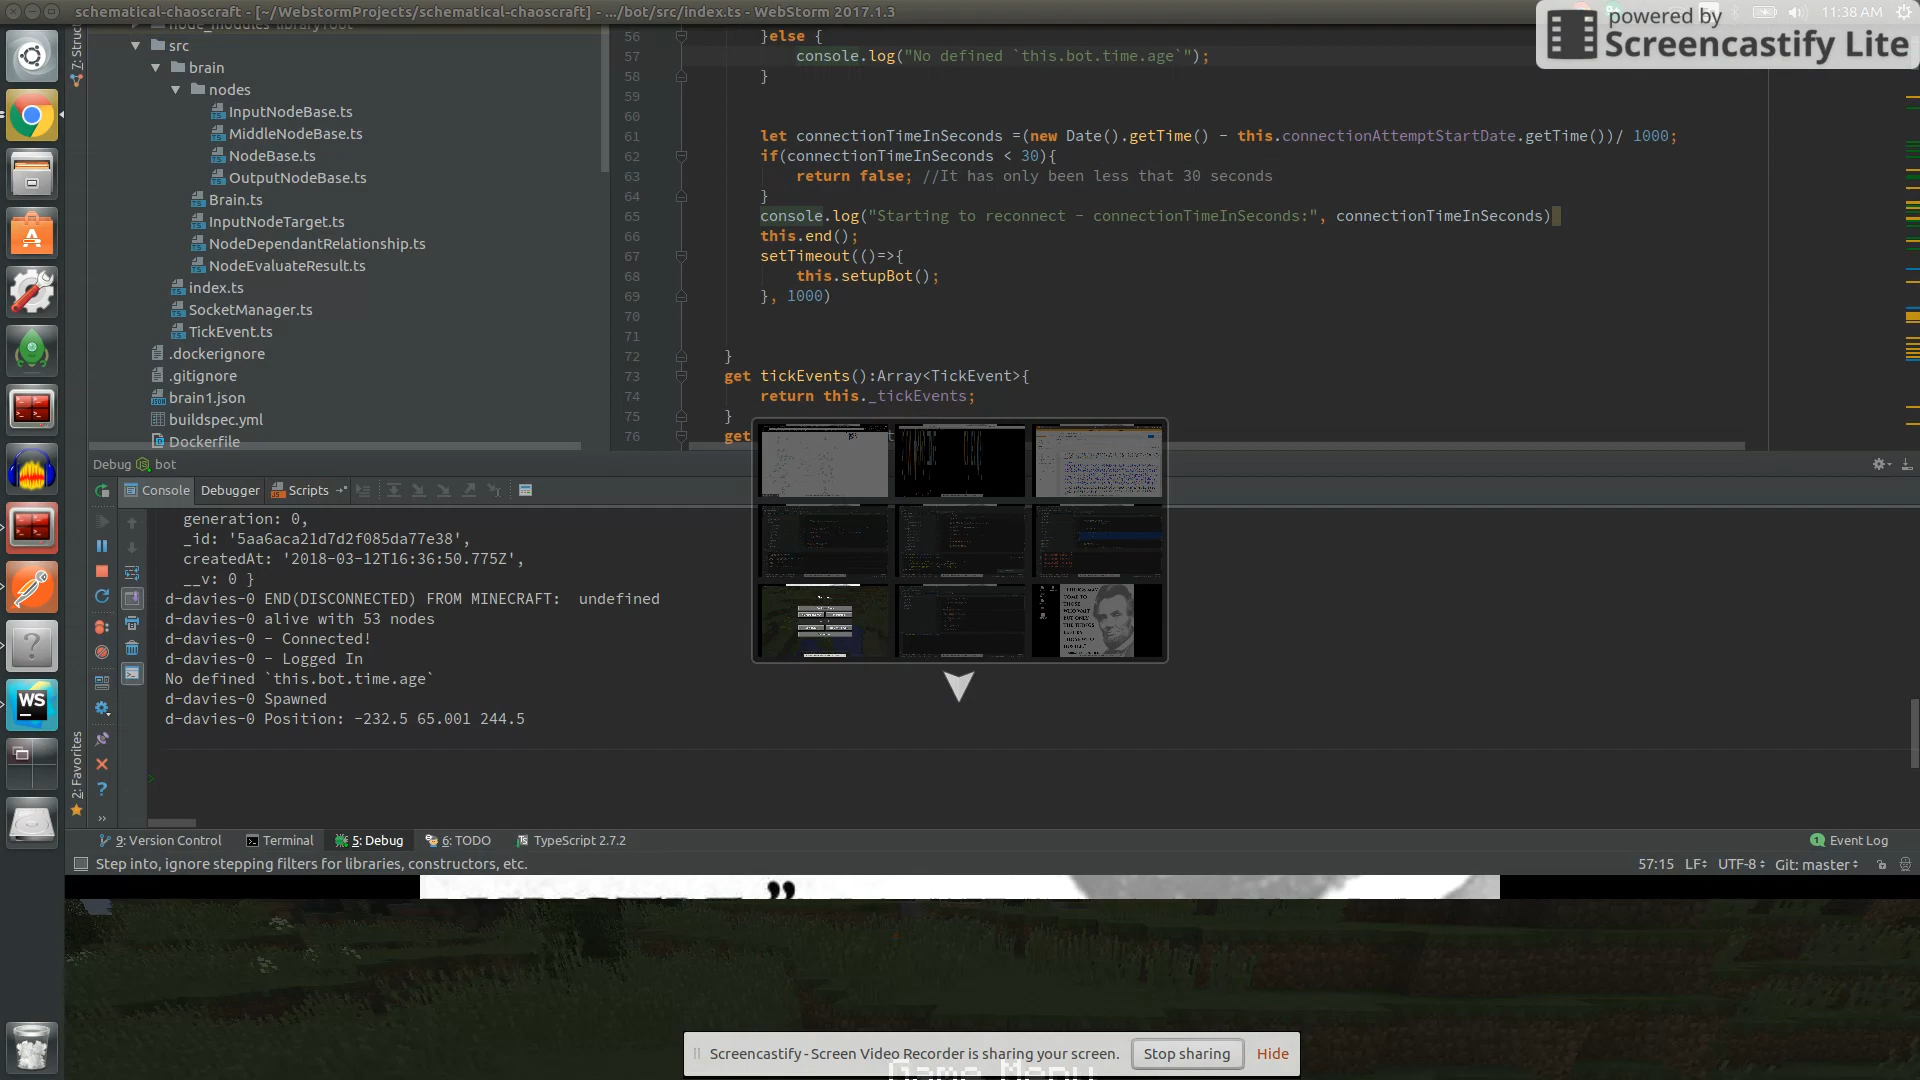 schematical-chaoscraft - [~/WebstormProjects/schematical-chaoscraft] - .../bot/src/index.ts - WebStorm 2017.1.3
11:38 AM
powered by
Screencastify Lite
7: Struc
src
brain
nodes
InputNodeBase.ts
MiddleNodeBase.ts
NodeBase.ts
OutputNodeBase.ts
Brain.ts
InputNodeTarget.ts
NodeDependantRelationship.ts
NodeEvaluateResult.ts
index.ts
SocketManager.ts
TickEvent.ts
.dockerignore
.gitignore
brain1.json
buildspec.yml
Dockerfile
56 }else {
57 console.log("No defined `this.bot.time.age`");
58 }
59
60
61 let connectionTimeInSeconds =(new Date().getTime() - this.connectionAttemptStartDate.getTime())/ 1000;
62 if(connectionTimeInSeconds < 30){
63 return false; //It has only been less that 30 seconds
64 }
65 console.log("Starting to reconnect - connectionTimeInSeconds:", connectionTimeInSeconds)
66 this.end();
67 setTimeout(()=>{
68 this.setupBot();
69 }, 1000)
70
71
72 }
73 get tickEvents():Array<TickEvent>{
74 return this._tickEvents;
75 }
76 get
Debug bot
Console Debugger Scripts
generation: 0,
_id: '5aa6aca21d7d2f085da77e38',
createdAt: '2018-03-12T16:36:50.775Z',
__v: 0 }
d-davies-0 END(DISCONNECTED) FROM MINECRAFT: undefined
d-davies-0 alive with 53 nodes
d-davies-0 - Connected!
d-davies-0 - Logged In
No defined `this.bot.time.age`
d-davies-0 Spawned
d-davies-0 Position: -232.5 65.001 244.5
2: Favorites
9: Version Control Terminal 5: Debug 6: TODO TypeScript 2.7.2 1 Event Log
Step into, ignore stepping filters for libraries, constructors, etc. 57:15 LF UTF-8 Git: master
Screencastify - Screen Video Recorder is sharing your screen. Stop sharing Hide
Game Menu